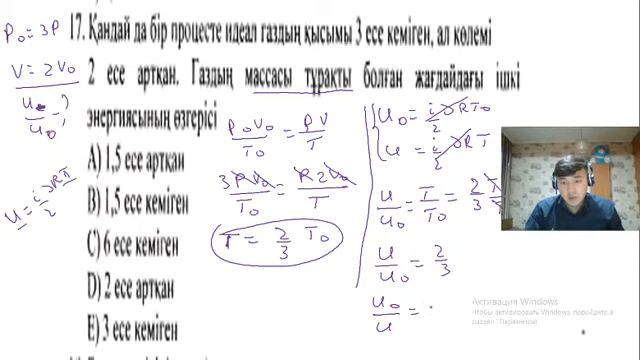 17. Қандай да бір процесте идеал газдың қысымы 3 есе кеміген, ал көлемі
2 есе артқан. Газдың массасы тұрақты болған жағдайдағы ішкі
энергиясының өзгерісі
A) 1,5 есе артқан
B) 1,5 есе кеміген
C) 6 есе кеміген
D) 2 есе артқан
E) 3 есе кеміген
P₀ = 3P
V = 2V₀
u/u₀ = ?
u = i/2 νRT
P₀V₀/T₀ = PV/T
3PV₀/T₀ = P2V₀/T
T = 2/3 T₀
u₀ = i/2 νRT₀
u = i/2 νRT
u/u₀ = T/T₀ = 2/3
u/u₀ = 2/3
u₀/u =
Активация Windows
Чтобы активировать Windows, перейдите в
раздел "Параметры"